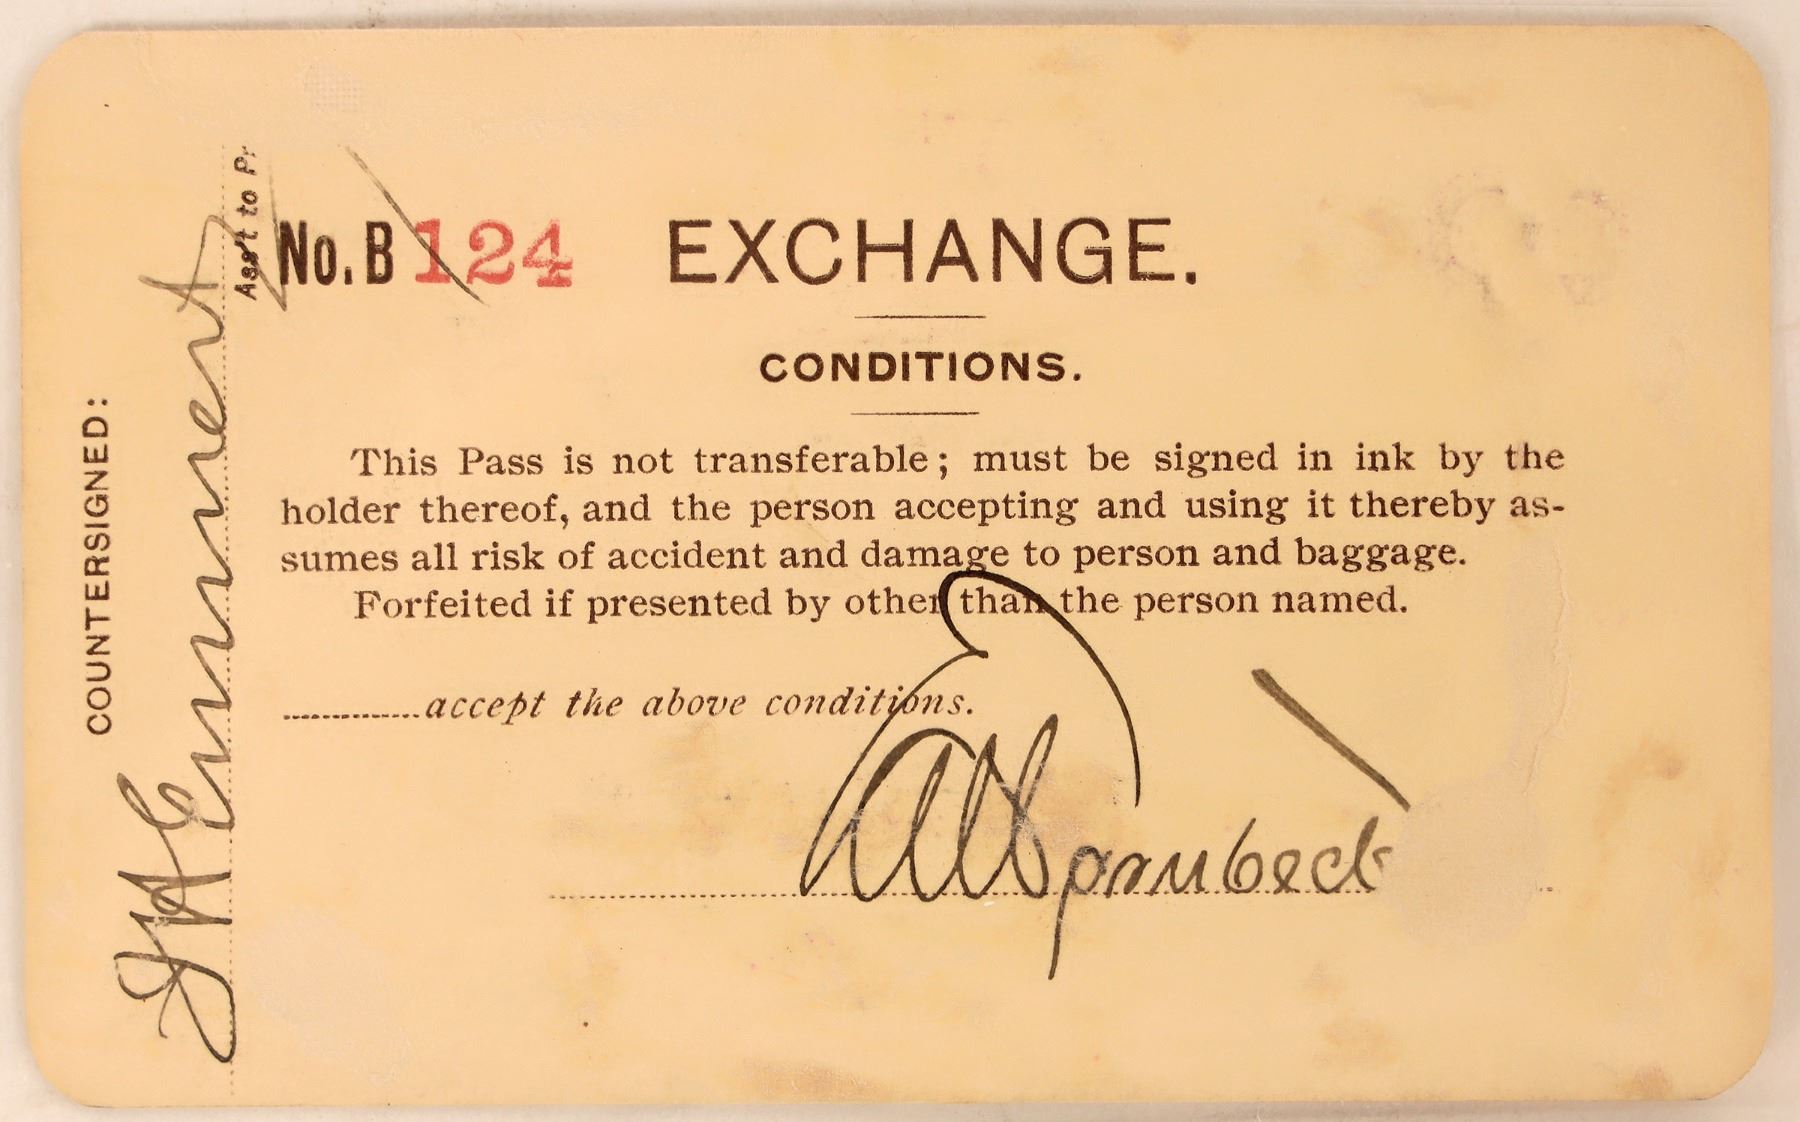 COUNTERSIGNED:
Ass't to Pr
No. B 124
EXCHANGE.
CONDITIONS.
This Pass is not transferable; must be signed in ink by the
holder thereof, and the person accepting and using it thereby as-
sumes all risk of accident and damage to person and baggage.
Forfeited if presented by other than the person named.
accept the above conditions.